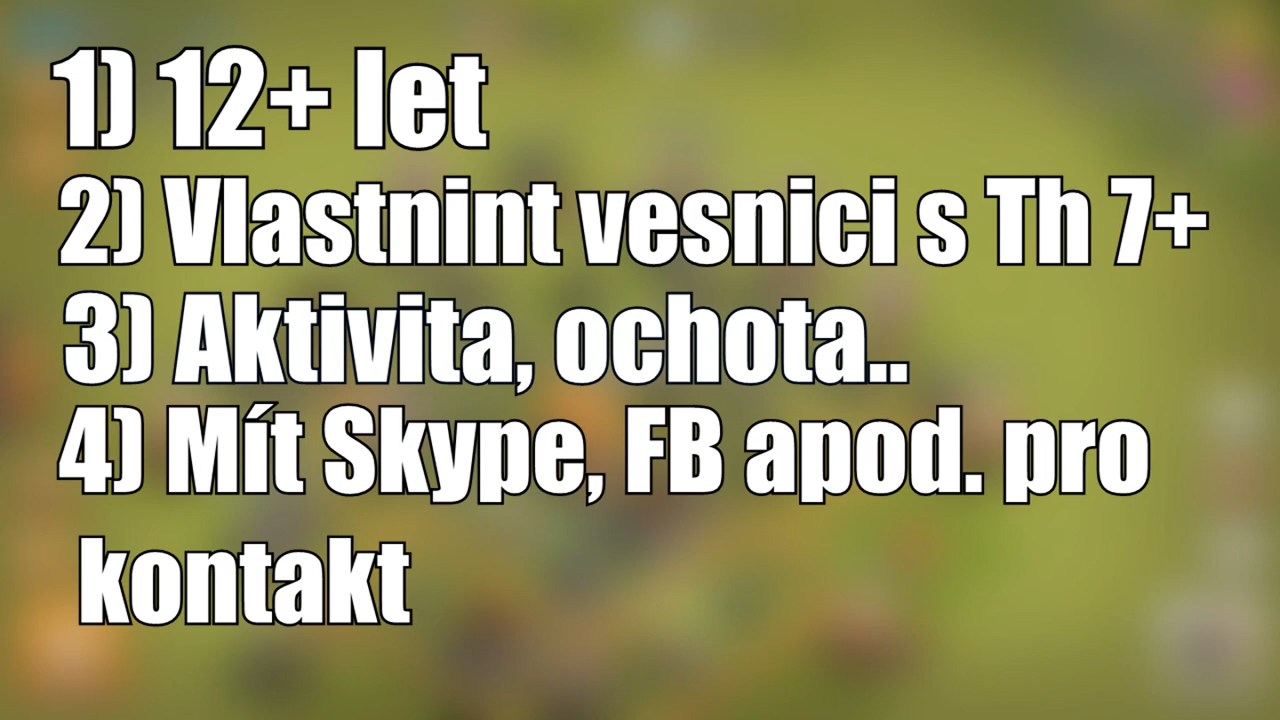 1) 12+ let
2) Vlastnint vesnici s Th 7+
3) Aktivita, ochota..
4) Mít Skype, FB apod. pro
kontakt